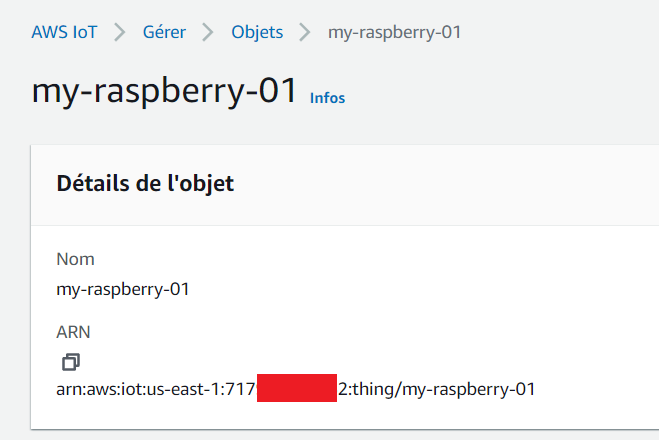 AWS IoT > Gérer > Objets > my-raspberry-01
my-raspberry-01 Infos
Détails de l'objet
Nom
my-raspberry-01
ARN
arn:aws:iot:us-east-1:717 2:thing/my-raspberry-01